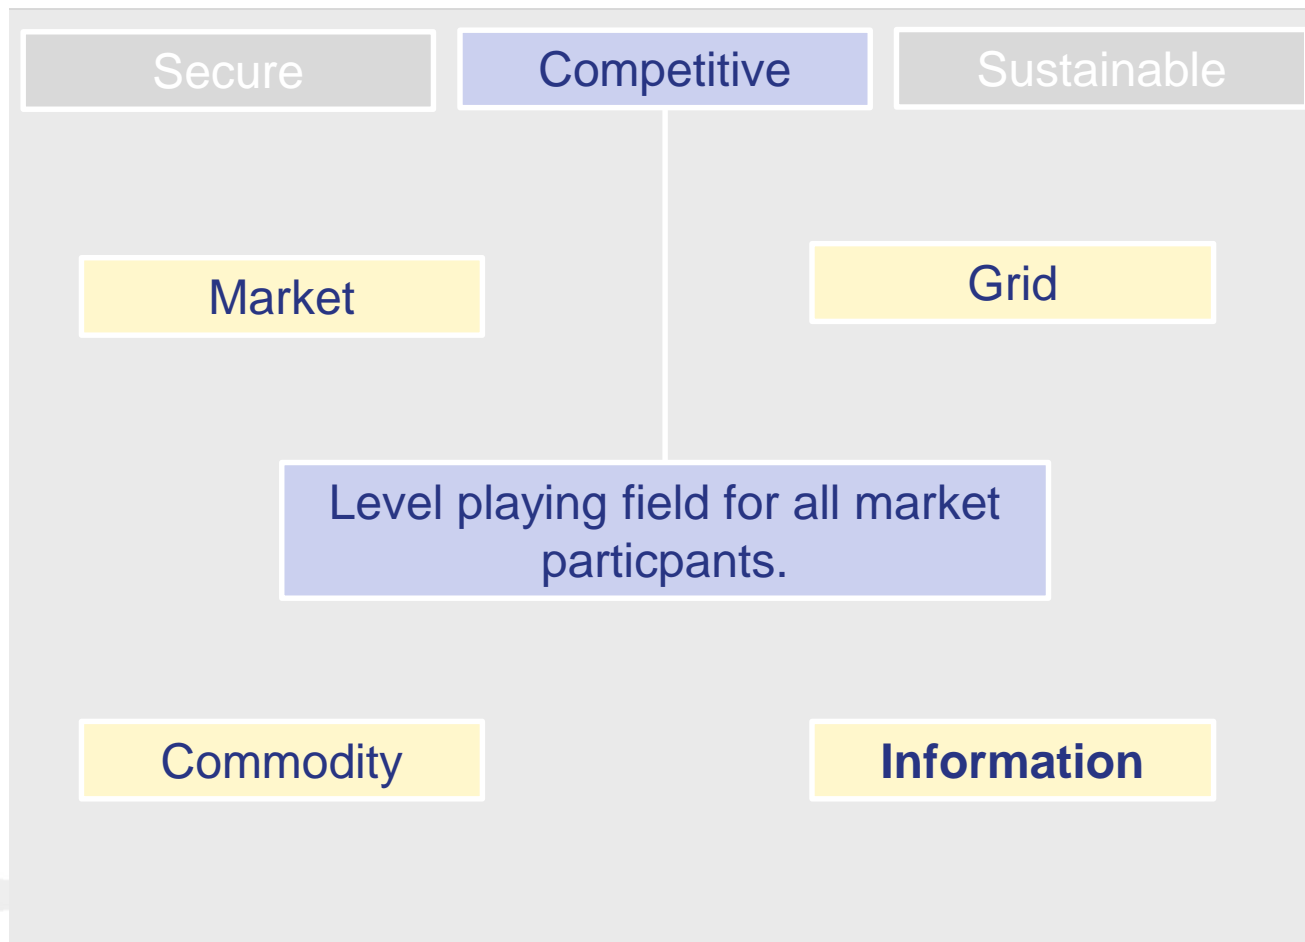 Secure
Competitive
Sustainable
Market
Grid
Level playing field for all market
particpants.
Commodity
Information